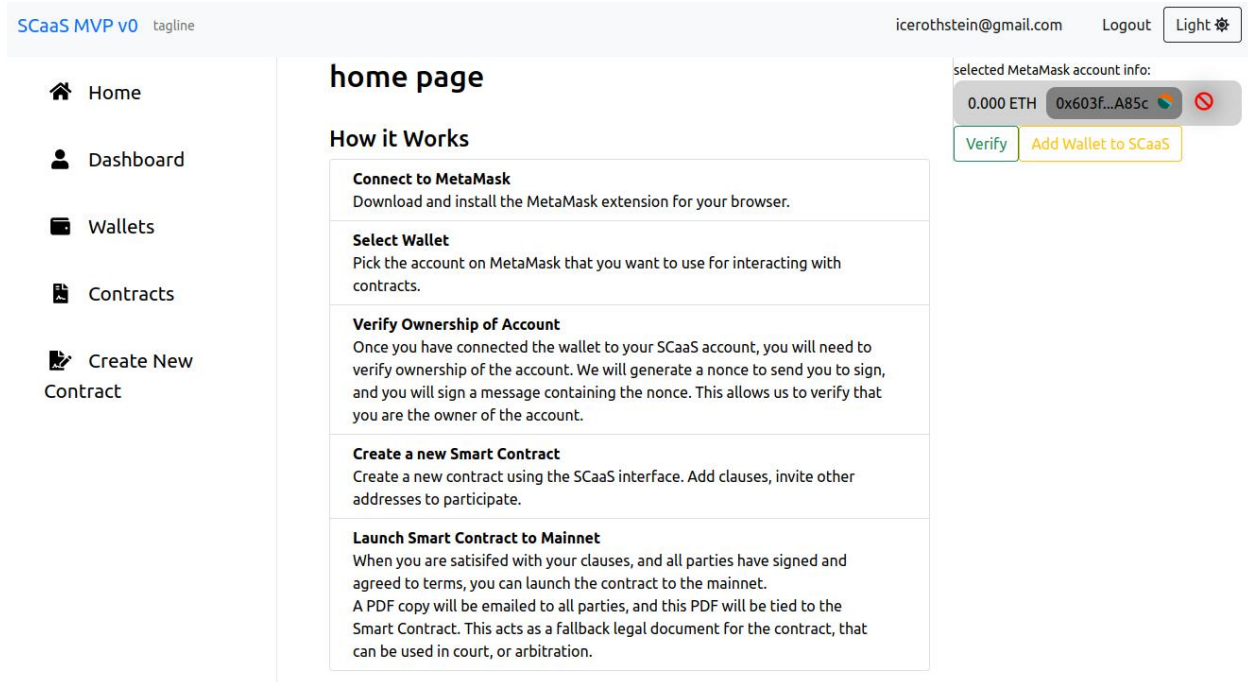 SCaaS MVP v0 tagline icerothstein@gmail.com Logout Light
Home
Dashboard
Wallets
Contracts
Create New
Contract
home page
How it Works
Connect to MetaMask
Download and install the MetaMask extension for your browser.
Select Wallet
Pick the account on MetaMask that you want to use for interacting with
contracts.
Verify Ownership of Account
Once you have connected the wallet to your SCaaS account, you will need to
verify ownership of the account. We will generate a nonce to send you to sign,
and you will sign a message containing the nonce. This allows us to verify that
you are the owner of the account.
Create a new Smart Contract
Create a new contract using the SCaaS interface. Add clauses, invite other
addresses to participate.
Launch Smart Contract to Mainnet
When you are satisifed with your clauses, and all parties have signed and
agreed to terms, you can launch the contract to the mainnet.
A PDF copy will be emailed to all parties, and this PDF will be tied to the
Smart Contract. This acts as a fallback legal document for the contract, that
can be used in court, or arbitration.
selected MetaMask account info:
0.000 ETH 0x603f...A85c
Verify Add Wallet to SCaaS